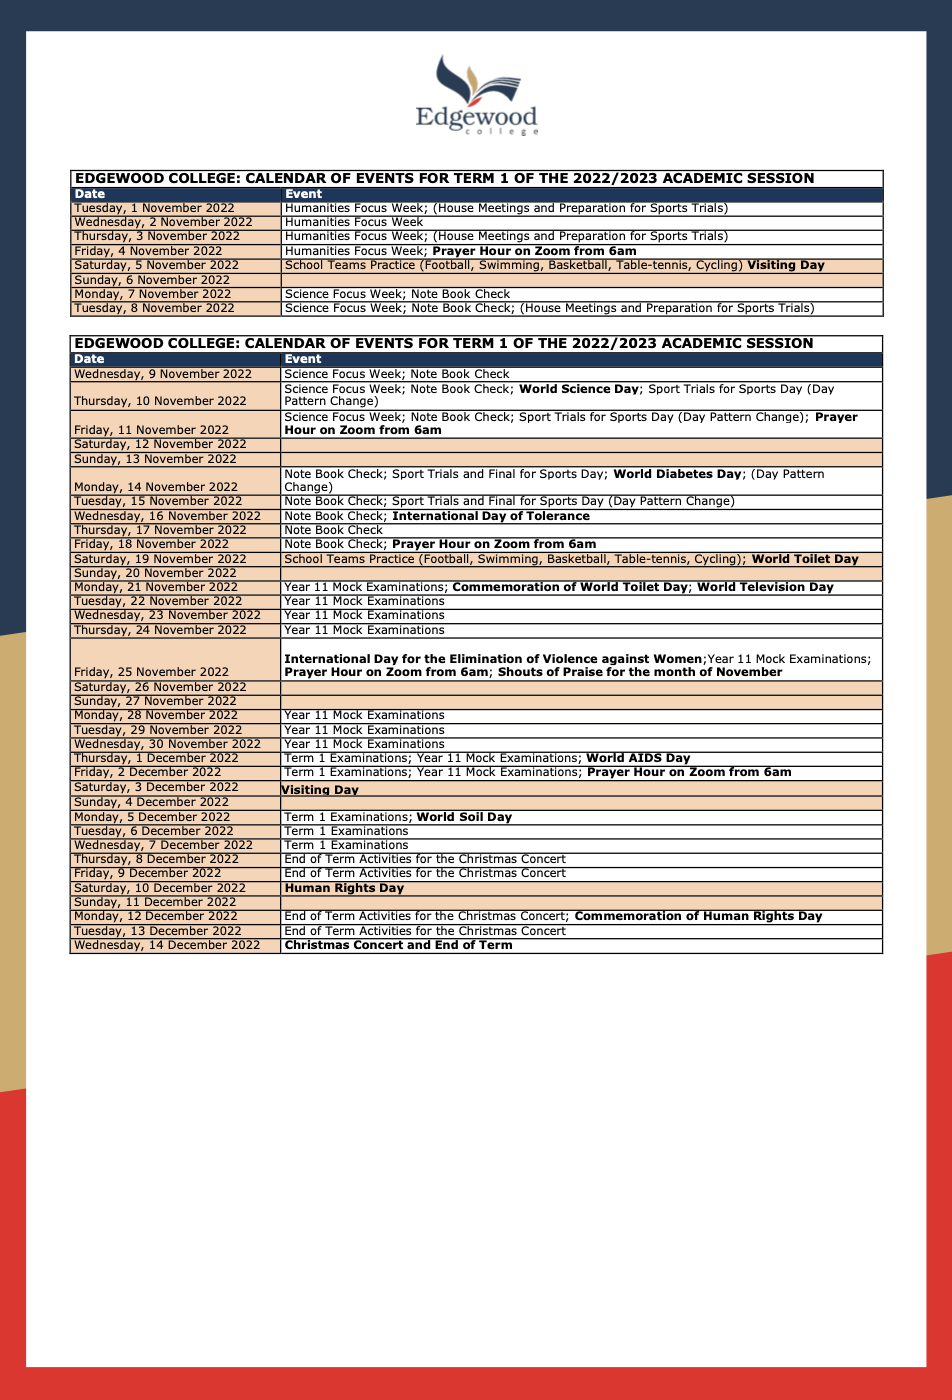 Edgewood
college
EDGEWOOD COLLEGE: CALENDAR OF EVENTS FOR TERM 1 OF THE 2022/2023 ACADEMIC SESSION
Date Event
Tuesday, 1 November 2022 Humanities Focus Week; (House Meetings and Preparation for Sports Trials)
Wednesday, 2 November 2022 Humanities Focus Week
Thursday, 3 November 2022 Humanities Focus Week; (House Meetings and Preparation for Sports Trials)
Friday, 4 November 2022 Humanities Focus Week; Prayer Hour on Zoom from 6am
Saturday, 5 November 2022 School Teams Practice (Football, Swimming, Basketball, Table-tennis, Cycling) Visiting Day
Sunday, 6 November 2022
Monday, 7 November 2022 Science Focus Week; Note Book Check
Tuesday, 8 November 2022 Science Focus Week; Note Book Check; (House Meetings and Preparation for Sports Trials)
EDGEWOOD COLLEGE: CALENDAR OF EVENTS FOR TERM 1 OF THE 2022/2023 ACADEMIC SESSION
Date Event
Wednesday, 9 November 2022 Science Focus Week; Note Book Check
Science Focus Week; Note Book Check; World Science Day; Sport Trials for Sports Day (Day
Thursday, 10 November 2022 Pattern Change)
Science Focus Week; Note Book Check; Sport Trials for Sports Day (Day Pattern Change); Prayer
Friday, 11 November 2022 Hour on Zoom from 6am
Saturday, 12 November 2022
Sunday, 13 November 2022
Note Book Check; Sport Trials and Final for Sports Day; World Diabetes Day; (Day Pattern
Monday, 14 November 2022 Change)
Tuesday, 15 November 2022 Note Book Check; Sport Trials and Final for Sports Day (Day Pattern Change)
Wednesday, 16 November 2022 Note Book Check; International Day of Tolerance
Thursday, 17 November 2022 Note Book Check
Friday, 18 November 2022 Note Book Check; Prayer Hour on Zoom from 6am
Saturday, 19 November 2022 School Teams Practice (Football, Swimming, Basketball, Table-tennis, Cycling); World Toilet Day
Sunday, 20 November 2022
Monday, 21 November 2022 Year 11 Mock Examinations; Commemoration of World Toilet Day; World Television Day
Tuesday, 22 November 2022 Year 11 Mock Examinations
Wednesday, 23 November 2022 Year 11 Mock Examinations
Thursday, 24 November 2022 Year 11 Mock Examinations
International Day for the Elimination of Violence against Women;Year 11 Mock Examinations;
Friday, 25 November 2022 Prayer Hour on Zoom from 6am; Shouts of Praise for the month of November
Saturday, 26 November 2022
Sunday, 27 November 2022
Monday, 28 November 2022 Year 11 Mock Examinations
Tuesday, 29 November 2022 Year 11 Mock Examinations
Wednesday, 30 November 2022 Year 11 Mock Examinations
Thursday, 1 December 2022 Term 1 Examinations; Year 11 Mock Examinations; World AIDS Day
Friday, 2 December 2022 Term 1 Examinations; Year 11 Mock Examinations; Prayer Hour on Zoom from 6am
Saturday, 3 December 2022 Visiting Day
Sunday, 4 December 2022
Monday, 5 December 2022 Term 1 Examinations; World Soil Day
Tuesday, 6 December 2022 Term 1 Examinations
Wednesday, 7 December 2022 Term 1 Examinations
Thursday, 8 December 2022 End of Term Activities for the Christmas Concert
Friday, 9 December 2022 End of Term Activities for the Christmas Concert
Saturday, 10 December 2022 Human Rights Day
Sunday, 11 December 2022
Monday, 12 December 2022 End of Term Activities for the Christmas Concert; Commemoration of Human Rights Day
Tuesday, 13 December 2022 End of Term Activities for the Christmas Concert
Wednesday, 14 December 2022 Christmas Concert and End of Term